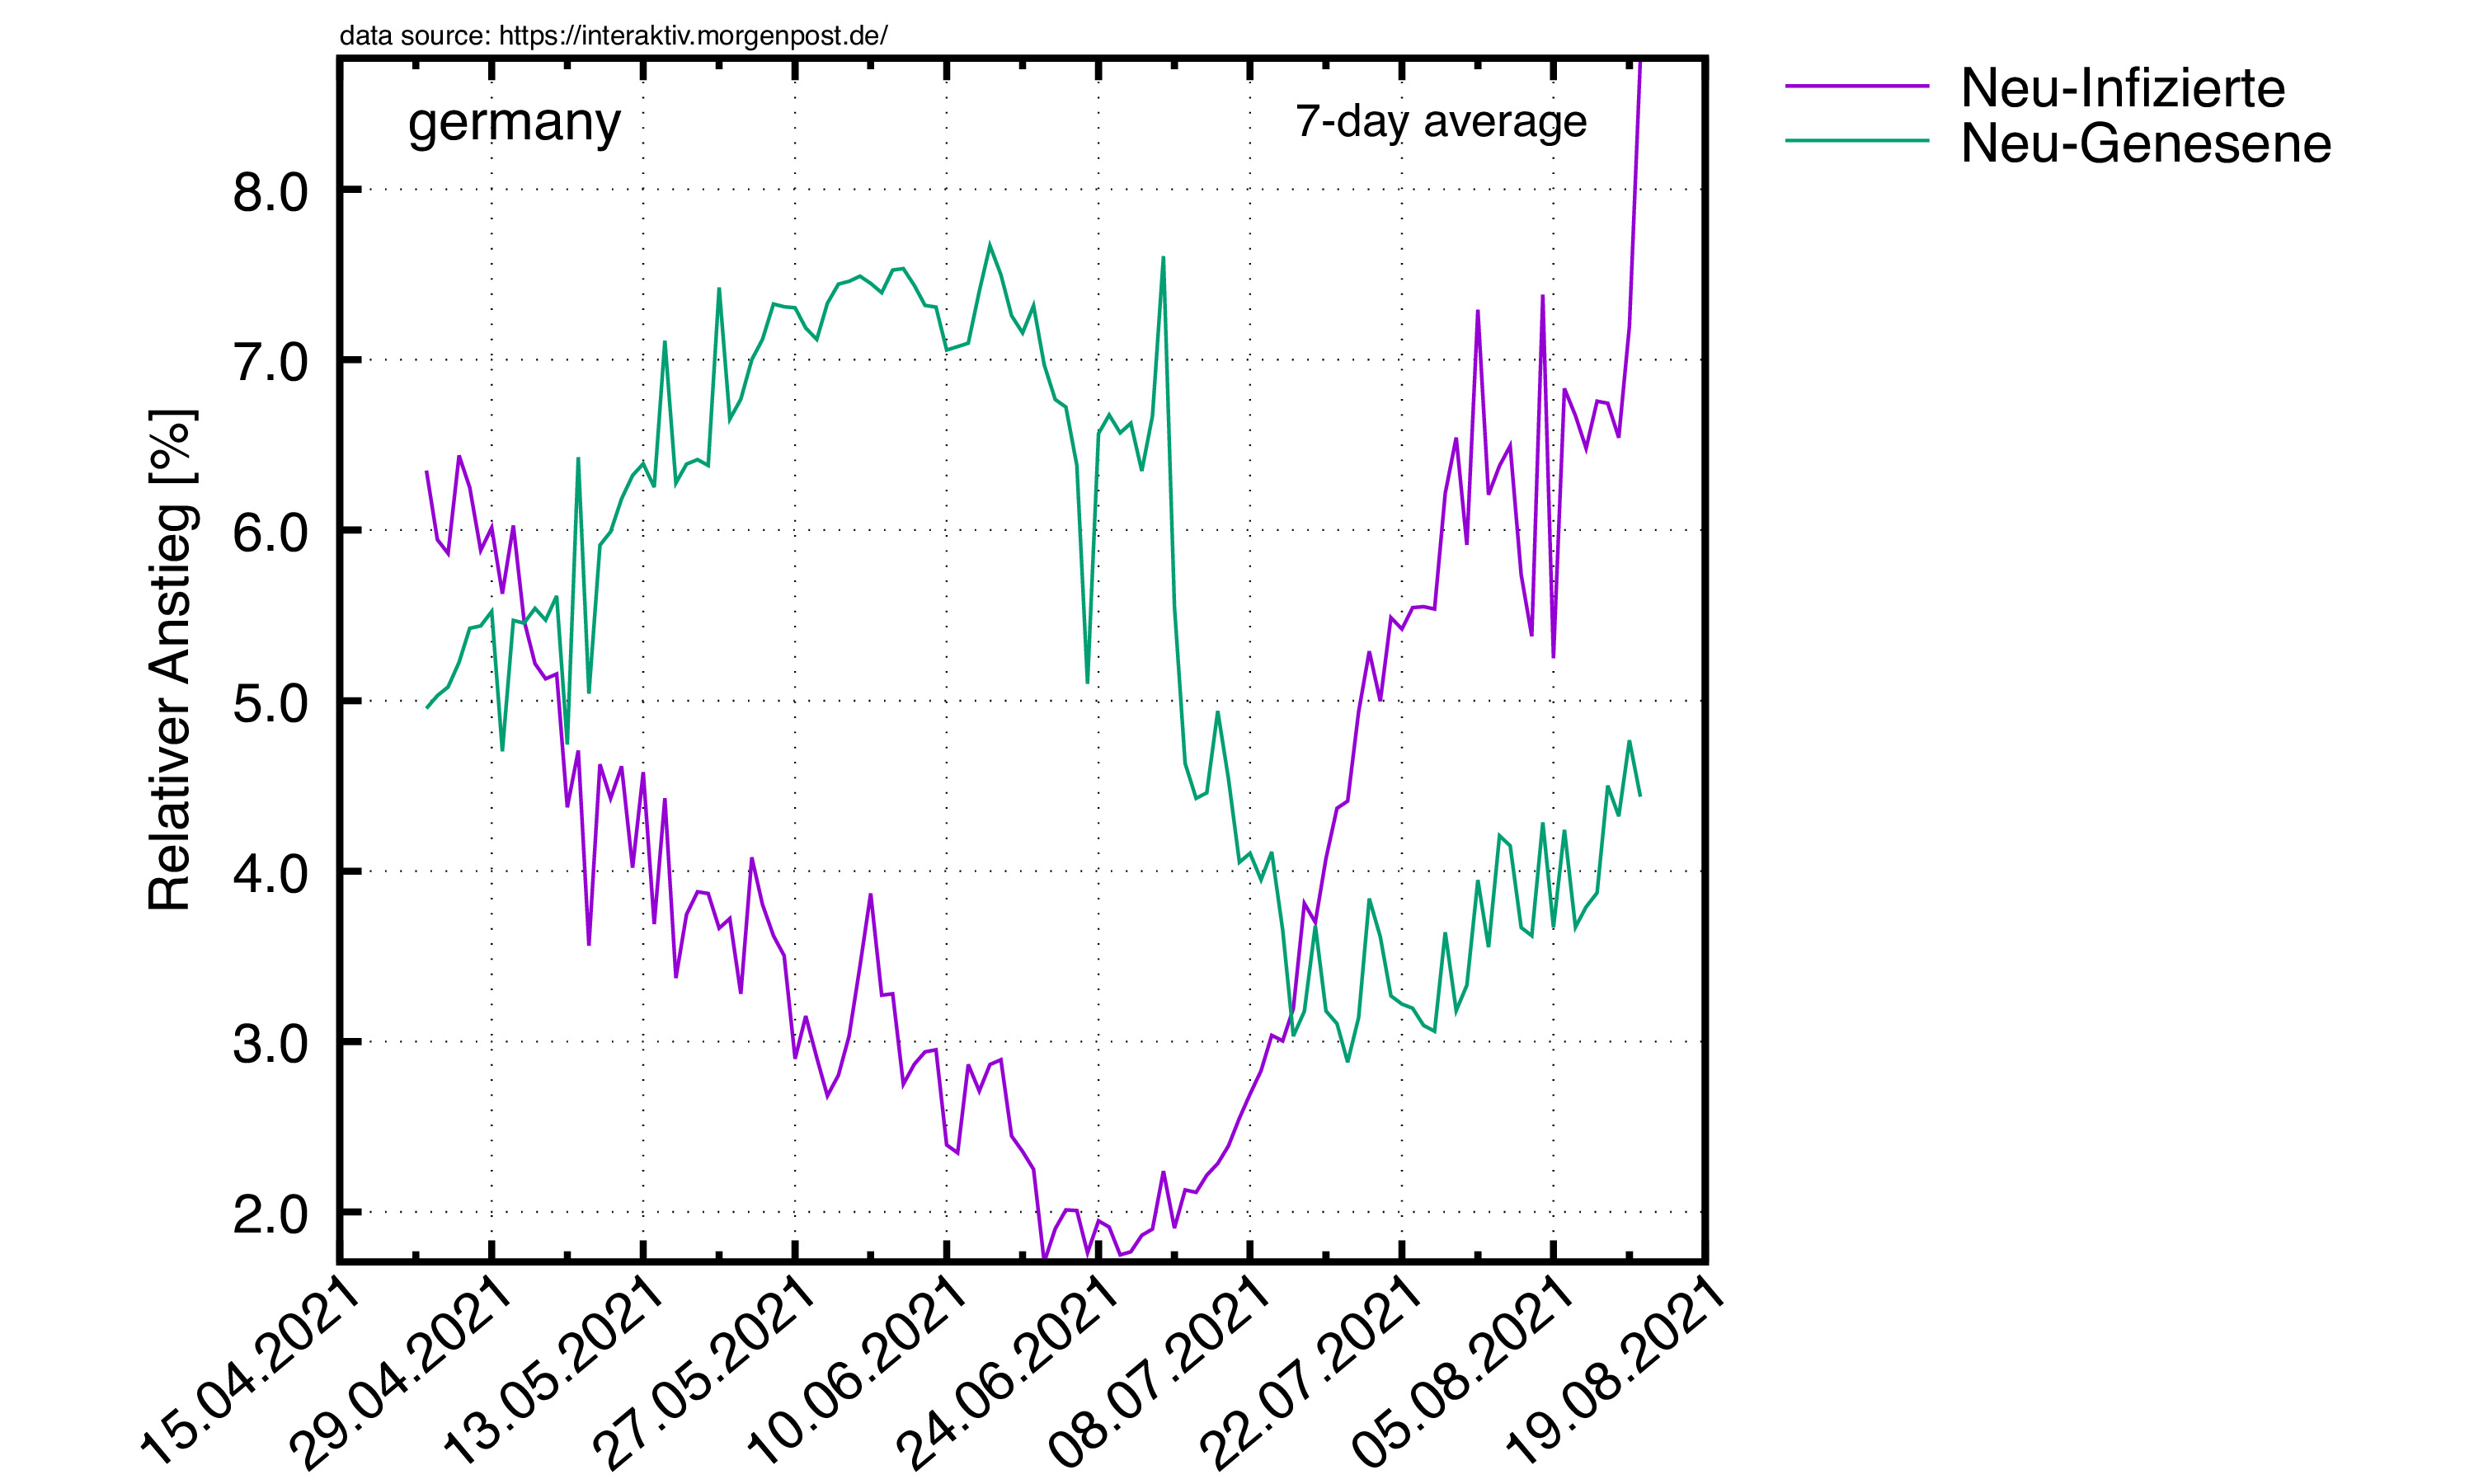 data source: https://interaktiv.morgenpost.de/
germany
7-day average
Neu-Infizierte
Neu-Genesene
Relativer Anstieg [%]
8.0
7.0
6.0
5.0
4.0
3.0
2.0
15.04.2021
29.04.2021
13.05.2021
27.05.2021
10.06.2021
24.06.2021
08.07.2021
22.07.2021
05.08.2021
19.08.2021